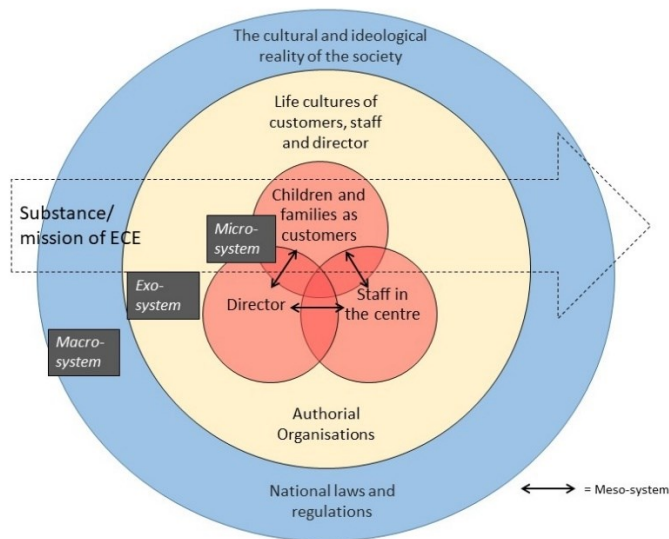 The cultural and ideological
reality of the society
Life cultures of
customers, staff
and director
Substance/
mission of ECE
Children and
families as
customers
Micro-
system
Exo-
system
Director
Staff in
the centre
Macro-
system
Authorial
Organisations
National laws and
regulations
= Meso-system